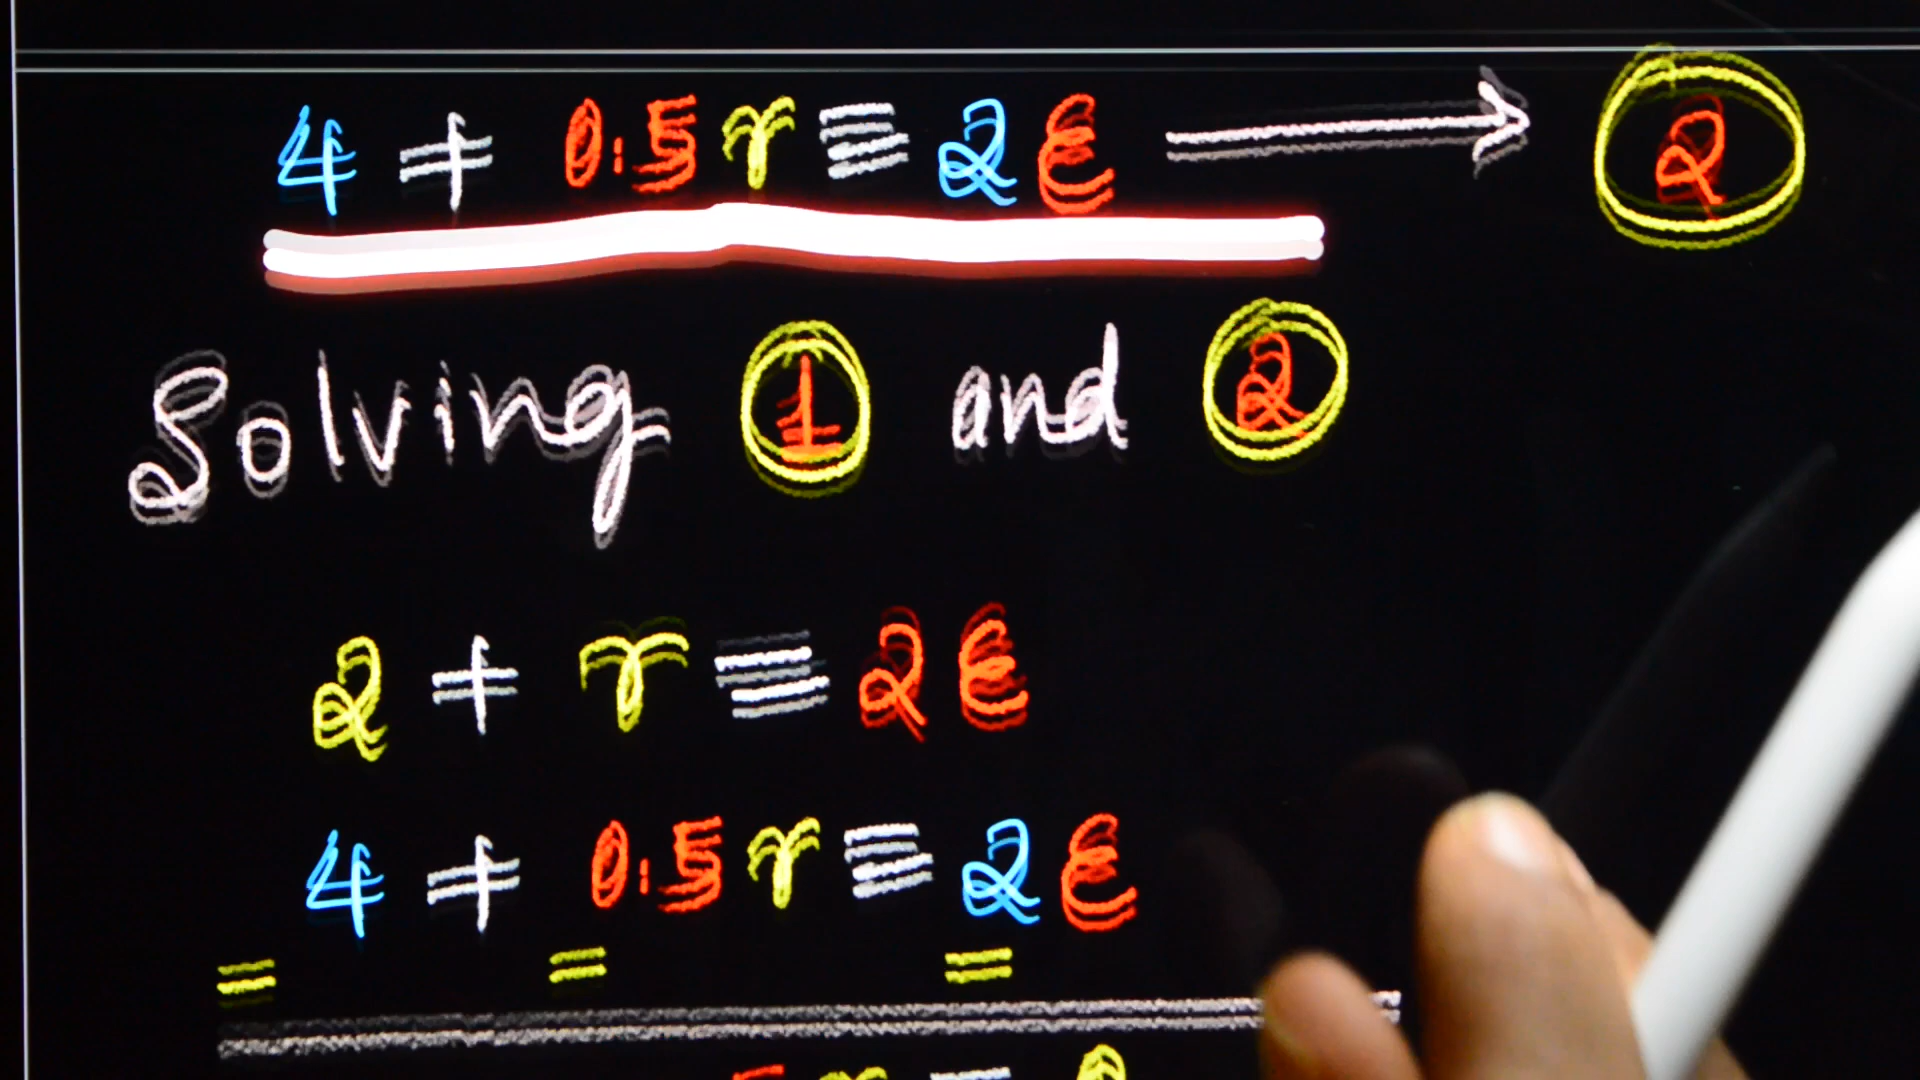 4 + 0.5r = 2E → 2
Solving 1 and 2
2 + r = 2E
4 + 0.5r = 2E
- - -